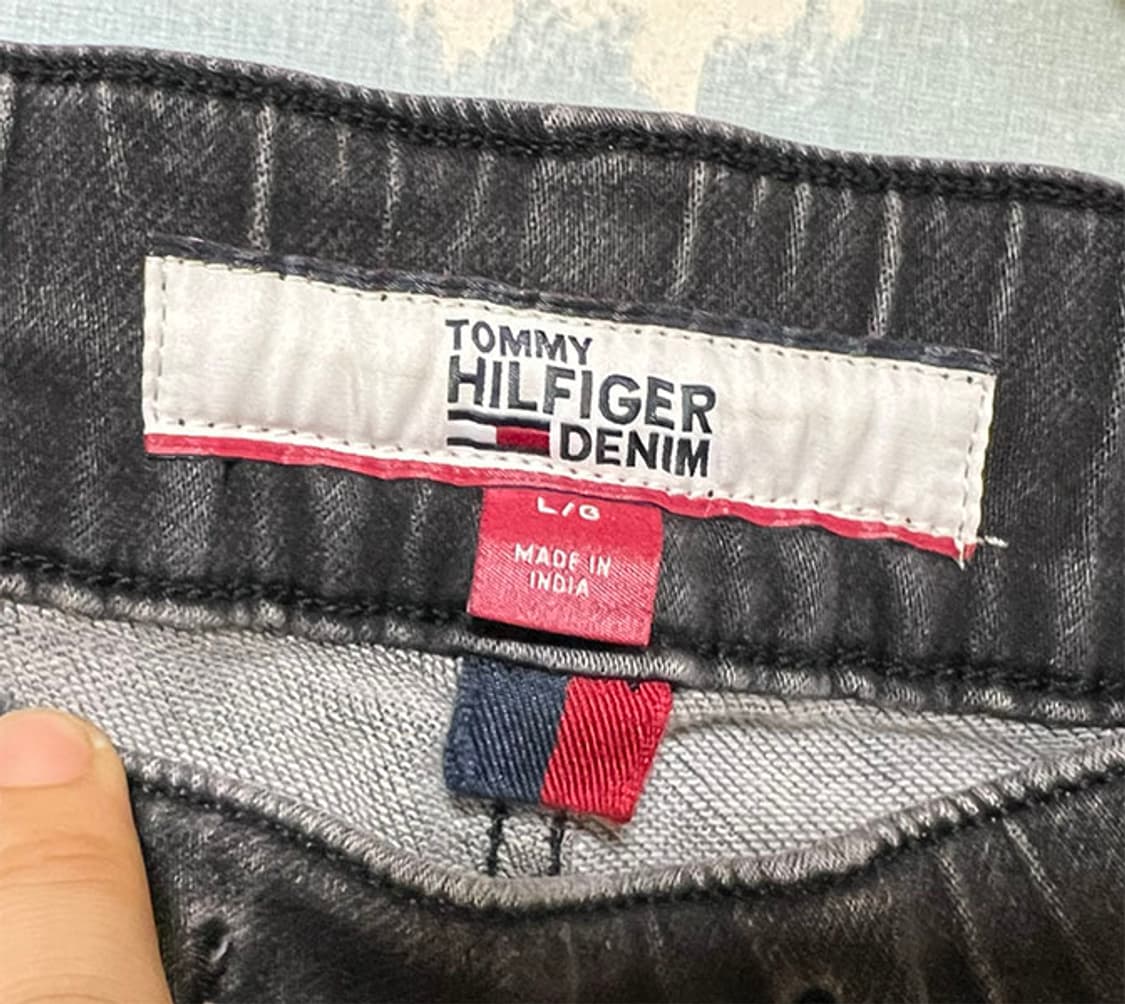 TOMMY
HILFIGER
DENIM
L/G
MADE IN
INDIA